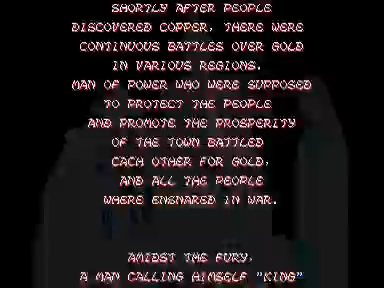 SHORTLY AFTER PEOPLE
DISCOVERED COPPER, THERE WERE
CONTINUOUS BATTLES OVER GOLD
IN VARIOUS REGIONS.
MAN OF POWER WHO WERE SUPPOSED
TO PROTECT THE PEOPLE
AND PROMOTE THE PROSPERITY
OF THE TOWN BATTLED
CACH OTHER FOR GOLD,
AND ALL THE PEOPLE
WHERE ENSNARED IN WAR.
AMIDST THE FURY,
A MAN CALLING HIMSELF "KING"